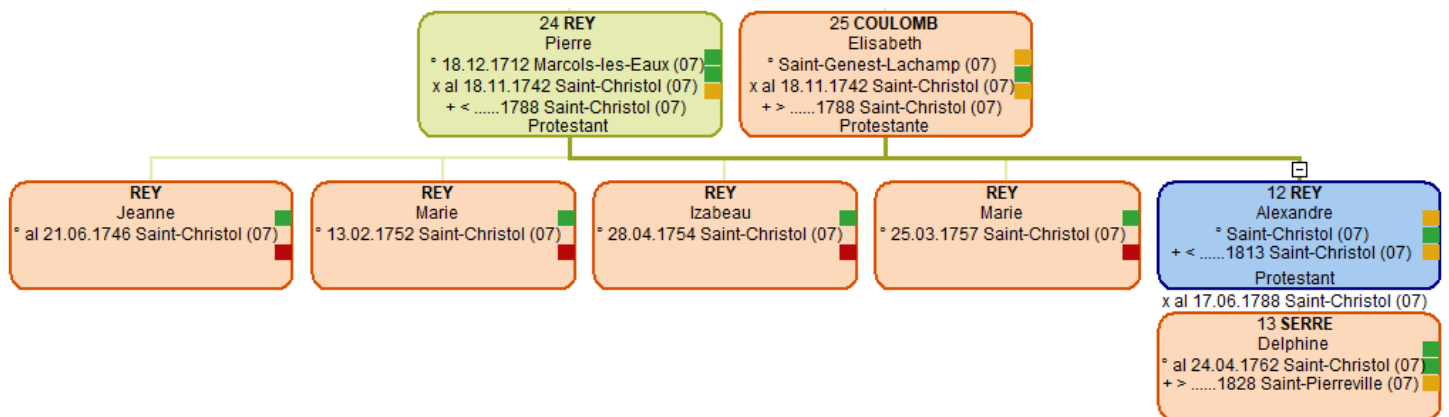 24 REY
Pierre
° 18.12.1712 Marcols-les-Eaux (07)
x al 18.11.1742 Saint-Christol (07)
+ < ......1788 Saint-Christol (07)
Protestant
25 COULOMB
Elisabeth
° Saint-Genest-Lachamp (07)
x al 18.11.1742 Saint-Christol (07)
+ > ......1788 Saint-Christol (07)
Protestante
REY
Jeanne
° al 21.06.1746 Saint-Christol (07)
REY
Marie
° 13.02.1752 Saint-Christol (07)
REY
Izabeau
° 28.04.1754 Saint-Christol (07)
REY
Marie
° 25.03.1757 Saint-Christol (07)
12 REY
Alexandre
° Saint-Christol (07)
+ < ......1813 Saint-Christol (07)
Protestant
x al 17.06.1788 Saint-Christol (07)
13 SERRE
Delphine
° al 24.04.1762 Saint-Christol (07)
+ > ......1828 Saint-Pierreville (07)